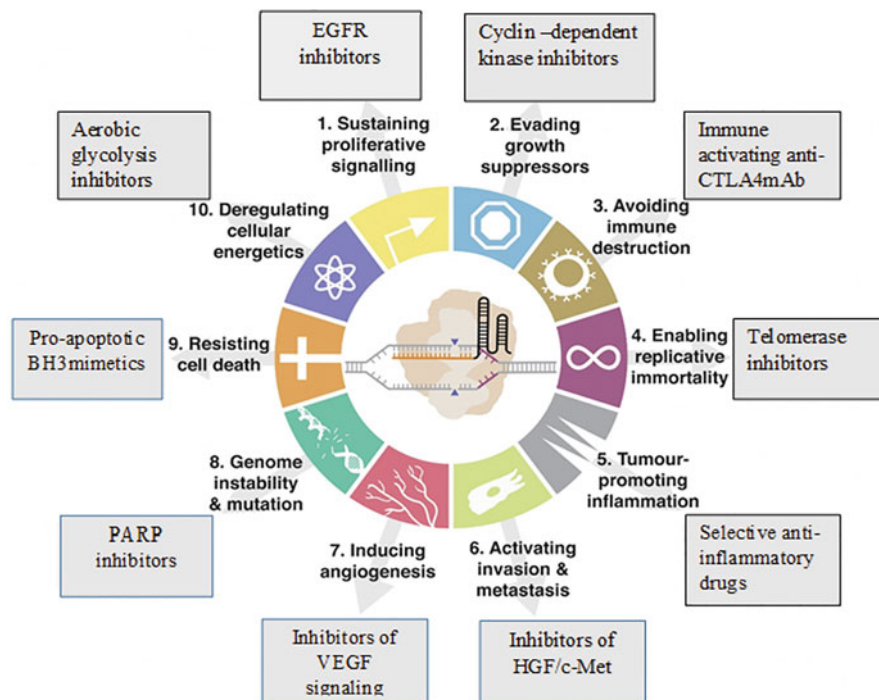 EGFR
inhibitors
Cyclin –dependent
kinase inhibitors
Aerobic
glycolysis
inhibitors
1. Sustaining
proliferative
signalling
2. Evading
growth
suppressors
Immune
activating anti-
CTLA4mAb
10. Deregulating
cellular
energetics
3. Avoiding
immune
destruction
Pro-apoptotic
BH3mimetics
9. Resisting
cell death
4. Enabling
replicative
immortality
Telomerase
inhibitors
8. Genome
instability
& mutation
5. Tumour-
promoting
inflammation
PARP
inhibitors
7. Inducing
angiogenesis
6. Activating
invasion &
metastasis
Selective anti-
inflammatory
drugs
Inhibitors of
VEGF
signaling
Inhibitors of
HGF/c-Met